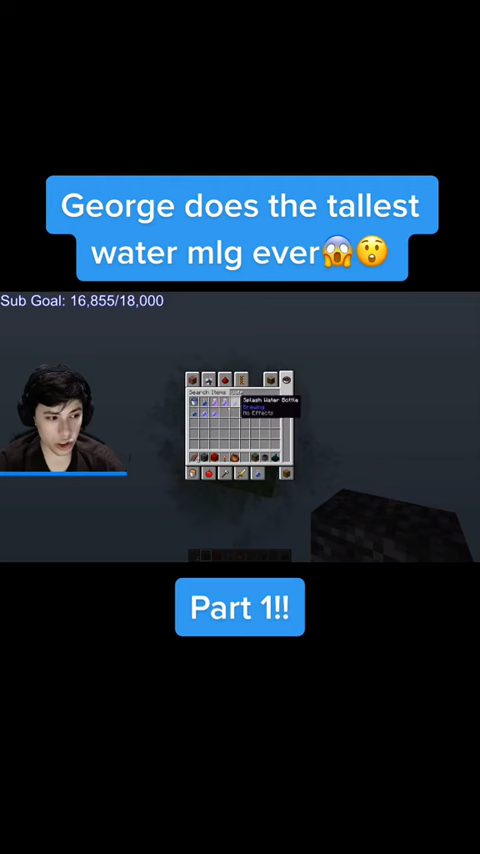 George does the tallest
water mlg ever😱😲
Sub Goal: 16,855/18,000
Search Items
Splash Water Bottle
Brewing
No Effects
Part 1!!